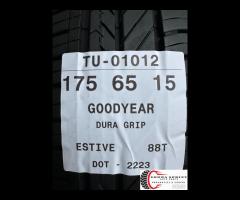 TU-01012
175 65 15
GOODYEAR
DURA GRIP
ESTIVE 88T
DOT - 2223